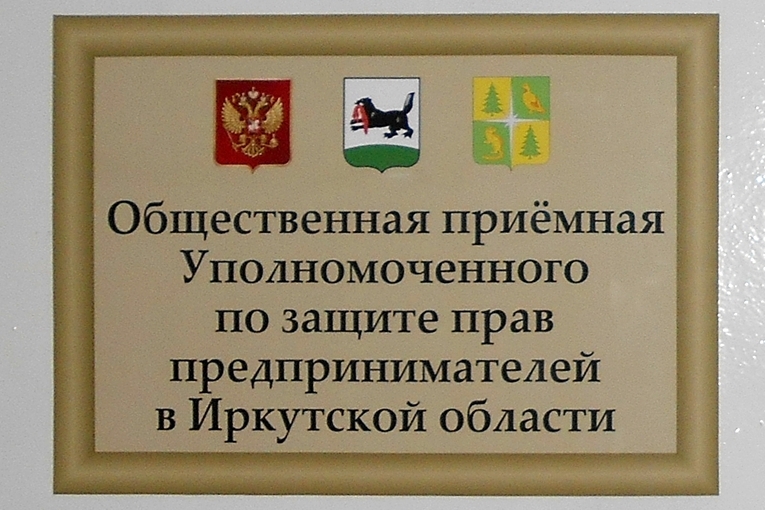 Общественная приёмная
Уполномоченного
по защите прав
предпринимателей
в Иркутской области